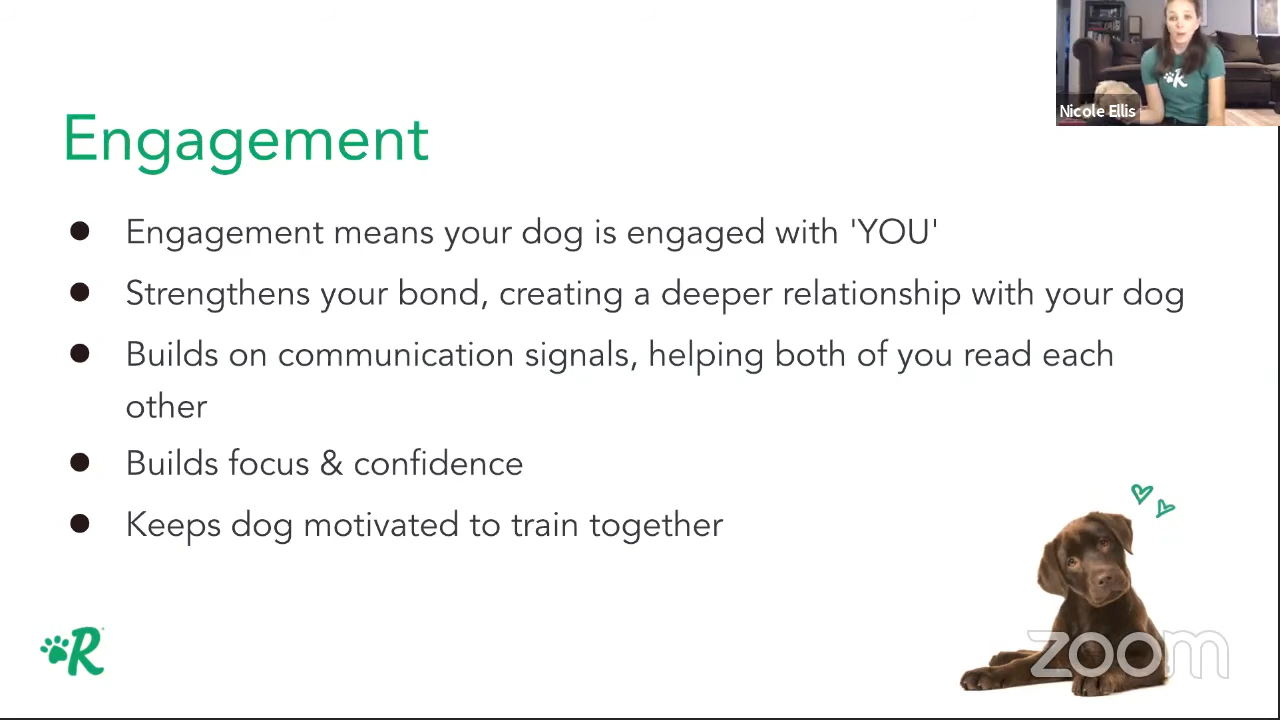 Nicole Ellis
Engagement
● Engagement means your dog is engaged with 'YOU'
● Strengthens your bond, creating a deeper relationship with your dog
● Builds on communication signals, helping both of you read each
other
● Builds focus & confidence
● Keeps dog motivated to train together
R
zoom